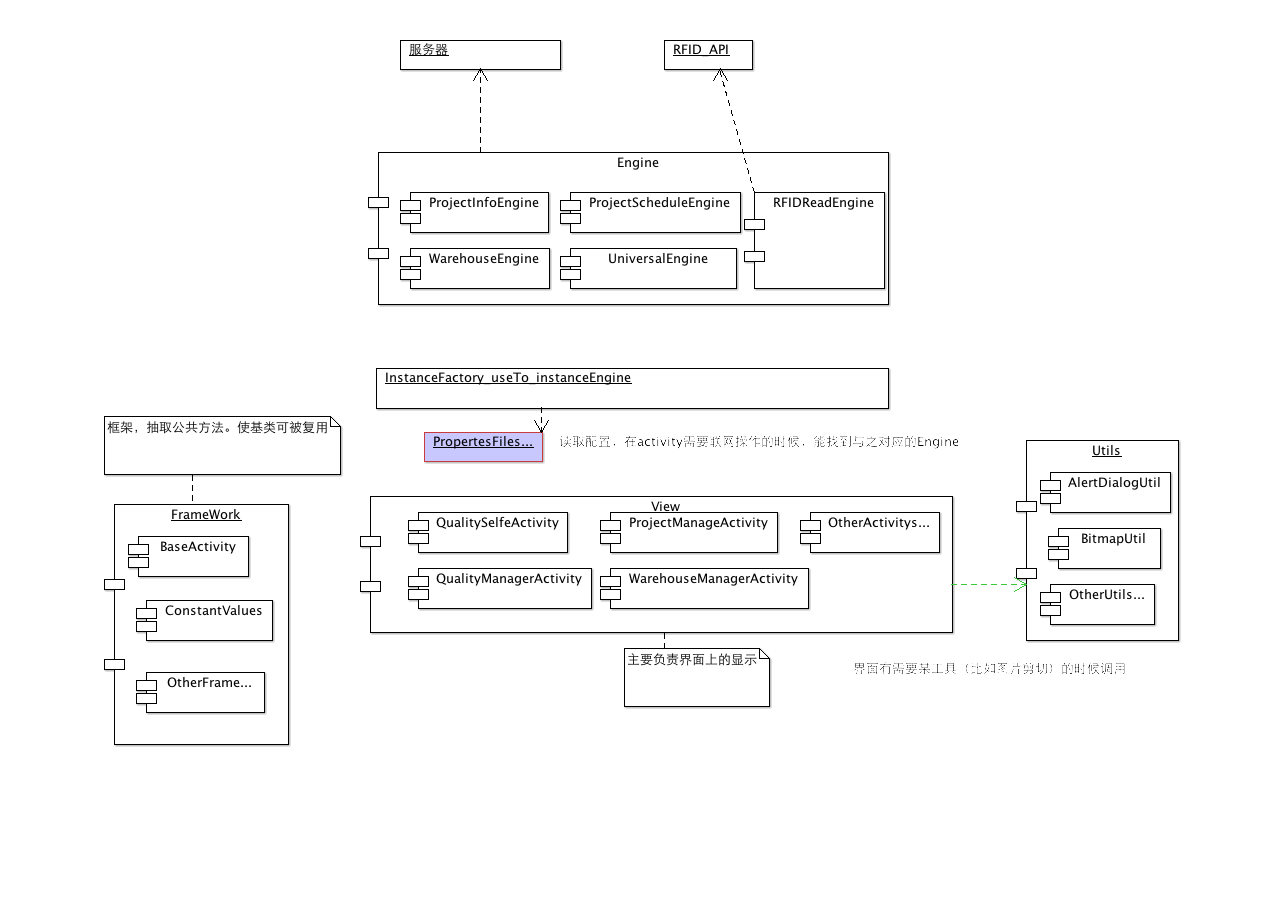 服务器
RFID_API
Engine
ProjectInfoEngine
ProjectScheduleEngine
RFIDReadEngine
WarehouseEngine
UniversalEngine
InstanceFactory_useTo_instanceEngine
PropertesFiles...
读取配置，在activity需要联网操作的时候，能找到与之对应的Engine
框架，抽取公共方法。使基类可被复用
FrameWork
BaseActivity
ConstantValues
OtherFrame...
View
QualitySelfeActivity
ProjectManageActivity
OtherActivitys...
QualityManagerActivity
WarehouseManagerActivity
主要负责界面上的显示
Utils
AlertDialogUtil
BitmapUtil
OtherUtils...
界面有需要某工具（比如图片剪切）的时候调用